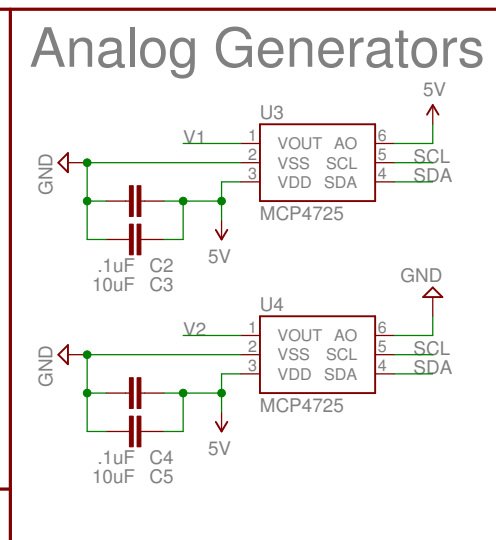 Analog Generators
5V
U3
V1 1 VOUT AO 6
GND 2 VSS SCL 5 SCL
3 VDD SDA 4 SDA
MCP4725
5V
.1uF C2
10uF C3
GND
U4
V2 1 VOUT AO 6
GND 2 VSS SCL 5 SCL
3 VDD SDA 4 SDA
MCP4725
5V
.1uF C4
10uF C5